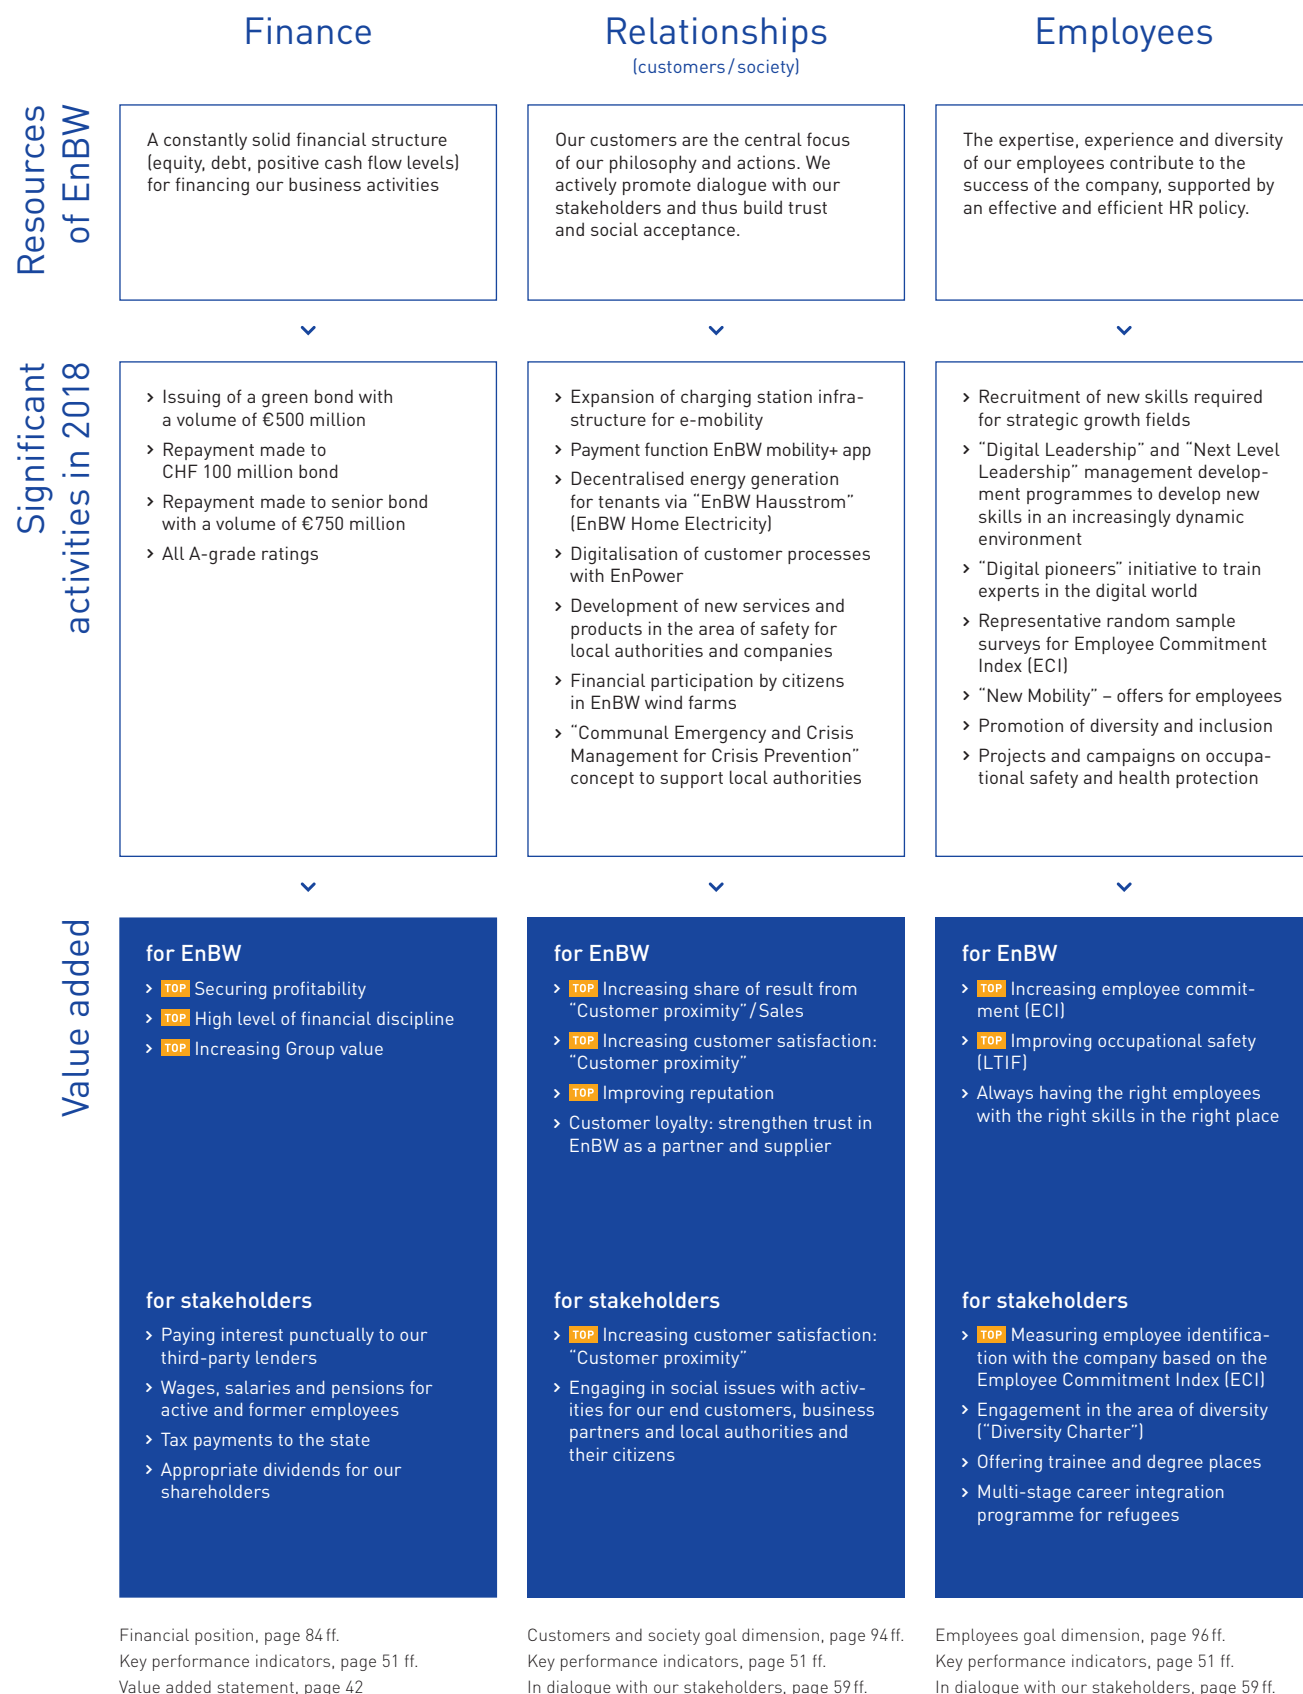 Finance
Relationships
(customers / society)
Employees
Resources
of EnBW
A constantly solid financial structure
(equity, debt, positive cash flow levels)
for financing our business activities
Our customers are the central focus
of our philosophy and actions. We
actively promote dialogue with our
stakeholders and thus build trust
and social acceptance.
The expertise, experience and diversity
of our employees contribute to the
success of the company, supported by
an effective and efficient HR policy.
Significant
activities in 2018
› Issuing of a green bond with
a volume of €500 million
› Repayment made to
CHF 100 million bond
› Repayment made to senior bond
with a volume of €750 million
› All A-grade ratings
› Expansion of charging station infra-
structure for e-mobility
› Payment function EnBW mobility+ app
› Decentralised energy generation
for tenants via “EnBW Hausstrom”
(EnBW Home Electricity)
› Digitalisation of customer processes
with EnPower
› Development of new services and
products in the area of safety for
local authorities and companies
› Financial participation by citizens
in EnBW wind farms
› “Communal Emergency and Crisis
Management for Crisis Prevention”
concept to support local authorities
› Recruitment of new skills required
for strategic growth fields
› “Digital Leadership” and “Next Level
Leadership” management develop-
ment programmes to develop new
skills in an increasingly dynamic
environment
› “Digital pioneers” initiative to train
experts in the digital world
› Representative random sample
surveys for Employee Commitment
Index (ECI)
› “New Mobility” – offers for employees
› Promotion of diversity and inclusion
› Projects and campaigns on occupa-
tional safety and health protection
Value added
for EnBW
› TOP Securing profitability
› TOP High level of financial discipline
› TOP Increasing Group value
for stakeholders
› Paying interest punctually to our
third-party lenders
› Wages, salaries and pensions for
active and former employees
› Tax payments to the state
› Appropriate dividends for our
shareholders
for EnBW
› TOP Increasing share of result from
“Customer proximity” / Sales
› TOP Increasing customer satisfaction:
“Customer proximity”
› TOP Improving reputation
› Customer loyalty: strengthen trust in
EnBW as a partner and supplier
for stakeholders
› TOP Increasing customer satisfaction:
“Customer proximity”
› Engaging in social issues with activ-
ities for our end customers, business
partners and local authorities and
their citizens
for EnBW
› TOP Increasing employee commit-
ment (ECI)
› TOP Improving occupational safety
(LTIF)
› Always having the right employees
with the right skills in the right place
for stakeholders
› TOP Measuring employee identifica-
tion with the company based on the
Employee Commitment Index (ECI)
› Engagement in the area of diversity
(“Diversity Charter”)
› Offering trainee and degree places
› Multi-stage career integration
programme for refugees
Financial position, page 84 ff.
Key performance indicators, page 51 ff.
Value added statement, page 42
Customers and society goal dimension, page 94 ff.
Key performance indicators, page 51 ff.
In dialogue with our stakeholders, page 59 ff.
Employees goal dimension, page 96 ff.
Key performance indicators, page 51 ff.
In dialogue with our stakeholders, page 59 ff.